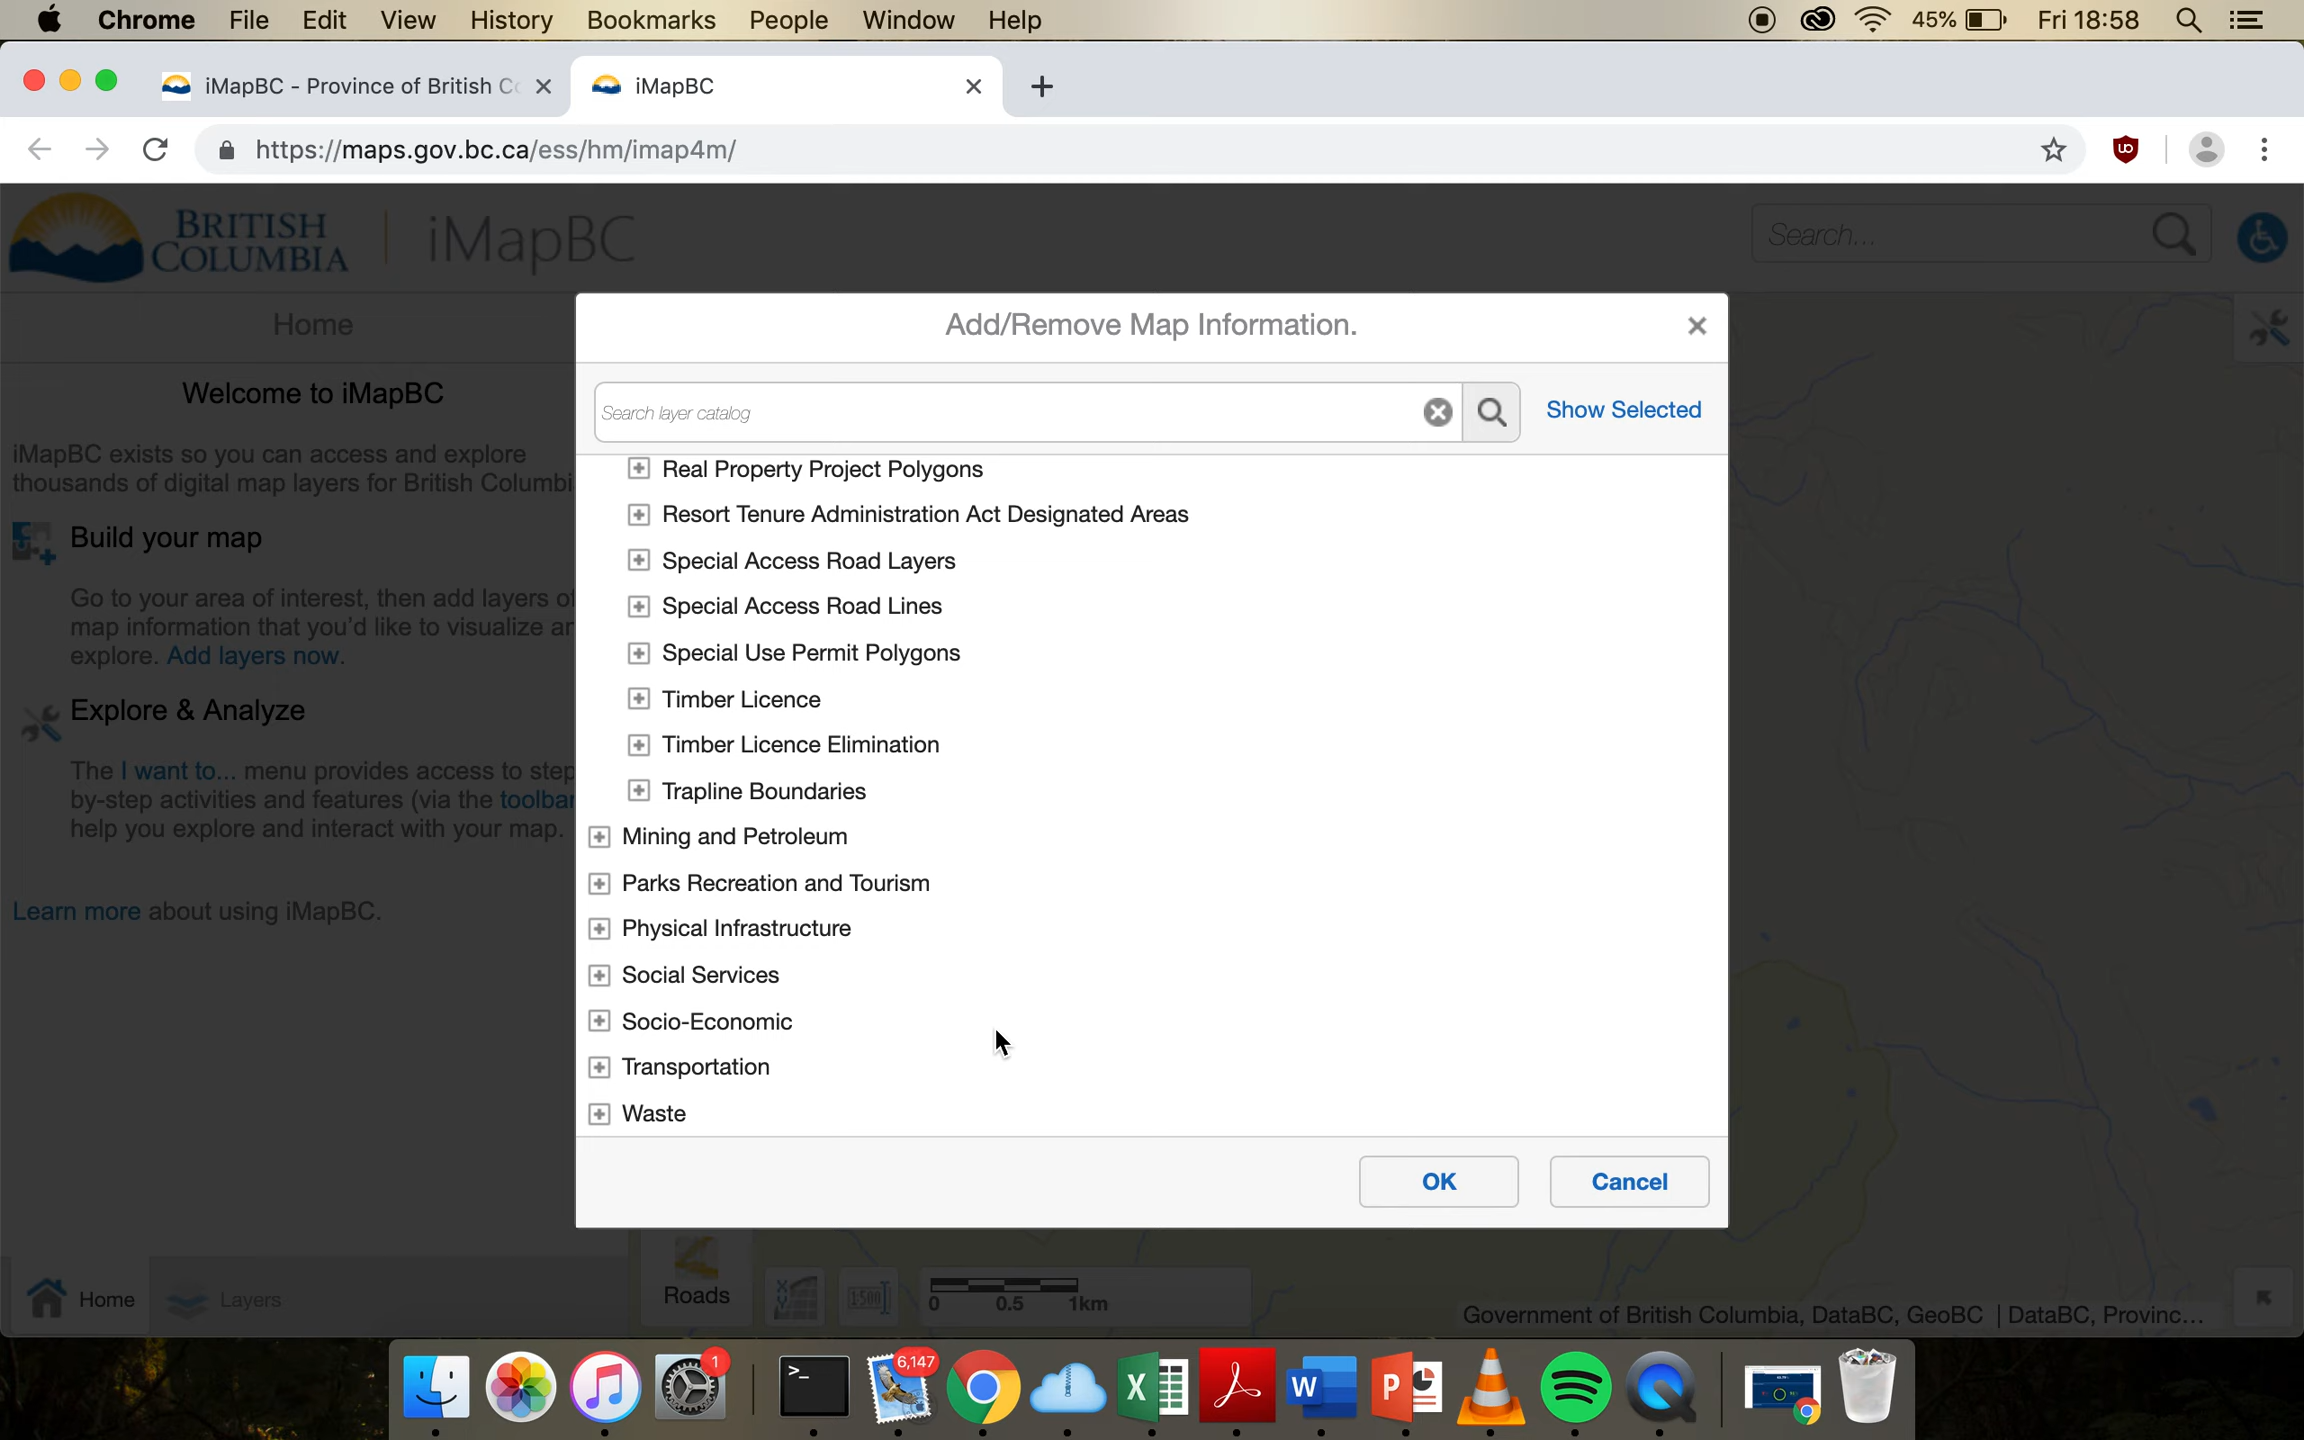 Chrome File Edit View History Bookmarks People Window Help 45% Fri 18:58
iMapBC - Province of British Co
iMapBC
https://maps.gov.bc.ca/ess/hm/imap4m/
BRITISH
COLUMBIA
iMapBC
Search...
Home
Welcome to iMapBC
iMapBC exists so you can access and explore
thousands of digital map layers for British Columbi
Build your map
Go to your area of interest, then add layers of
map information that you'd like to visualize an
explore. Add layers now.
Explore & Analyze
The I want to... menu provides access to step
by-step activities and features (via the toolbar
help you explore and interact with your map.
Learn more about using iMapBC.
Add/Remove Map Information.
Search layer catalog
Show Selected
Real Property Project Polygons
Resort Tenure Administration Act Designated Areas
Special Access Road Layers
Special Access Road Lines
Special Use Permit Polygons
Timber Licence
Timber Licence Elimination
Trapline Boundaries
Mining and Petroleum
Parks Recreation and Tourism
Physical Infrastructure
Social Services
Socio-Economic
Transportation
Waste
OK
Cancel
Home
Layers
Roads
1:500
0 0.5 1km
Government of British Columbia, DataBC, GeoBC | DataBC, Provinc...
1
6,147